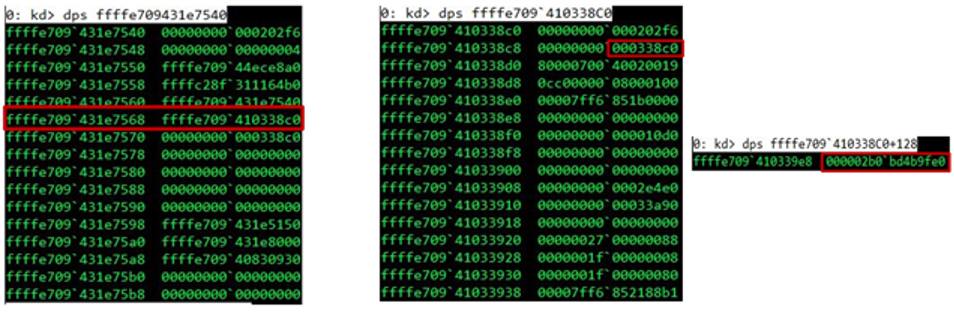 0: kd> dps ffffe709431e7540
ffffe709`431e7540 00000000`000202f6
ffffe709`431e7548 00000000`00000004
ffffe709`431e7550 ffffe709`44ece8a0
ffffe709`431e7558 ffffc28f`311164b0
ffffe709`431e7560 ffffe709`431e7540
ffffe709`431e7568 ffffe709`410338c0
ffffe709`431e7570 00000000`000338c0
ffffe709`431e7578 00000000`00000000
ffffe709`431e7580 00000000`00000000
ffffe709`431e7588 00000000`00000000
ffffe709`431e7590 00000000`00000000
ffffe709`431e7598 ffffe709`431e5150
ffffe709`431e75a0 ffffe709`431e8000
ffffe709`431e75a8 ffffe709`40830930
ffffe709`431e75b0 00000000`00000000
ffffe709`431e75b8 00000000`00000000
0: kd> dps ffffe709`410338C0
ffffe709`410338c0 00000000`000202f6
ffffe709`410338c8 00000000`000338c0
ffffe709`410338d0 80000700`40020019
ffffe709`410338d8 0cc00000`08000100
ffffe709`410338e0 00007ff6`851b0000
ffffe709`410338e8 00000000`00000000
ffffe709`410338f0 00000000`000010d0
ffffe709`410338f8 00000000`00000000
ffffe709`41033900 00000000`00000000
ffffe709`41033908 00000000`0002e4e0
ffffe709`41033910 00000000`00033a90
ffffe709`41033918 00000000`00000000
ffffe709`41033920 00000027`00000088
ffffe709`41033928 0000001f`00000008
ffffe709`41033930 0000001f`00000080
ffffe709`41033938 00007ff6`852188b1
0: kd> dps ffffe709`410338C0+128
ffffe709`410339e8 000002b0`bd4b9fe0